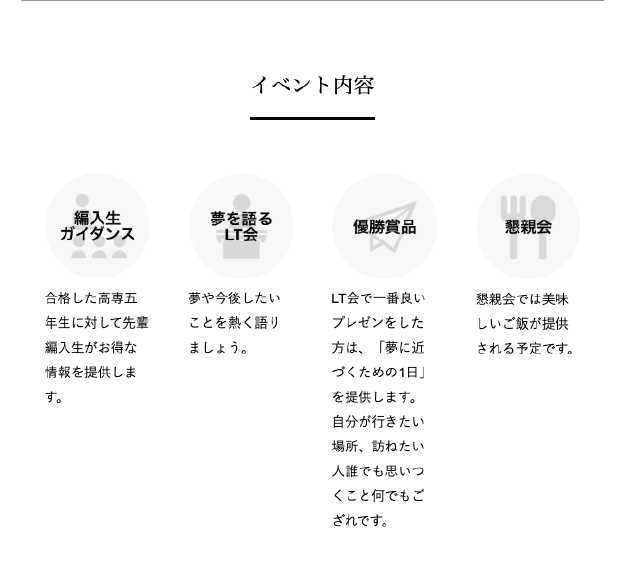 イベント内容
編入生
ガイダンス
合格した高専五
年生に対して先輩
編入生がお得な
情報を提供しま
す。
夢を語る
LT会
夢や今後したい
ことを熱く語り
ましょう。
優勝賞品
LT会で一番良い
プレゼンをした
方は、「夢に近
づくための1日」
を提供します。
自分が行きたい
場所、訪ねたい
人誰でも思いつ
くこと何でもご
ざれです。
懇親会
懇親会では美味
しいご飯が提供
される予定です。